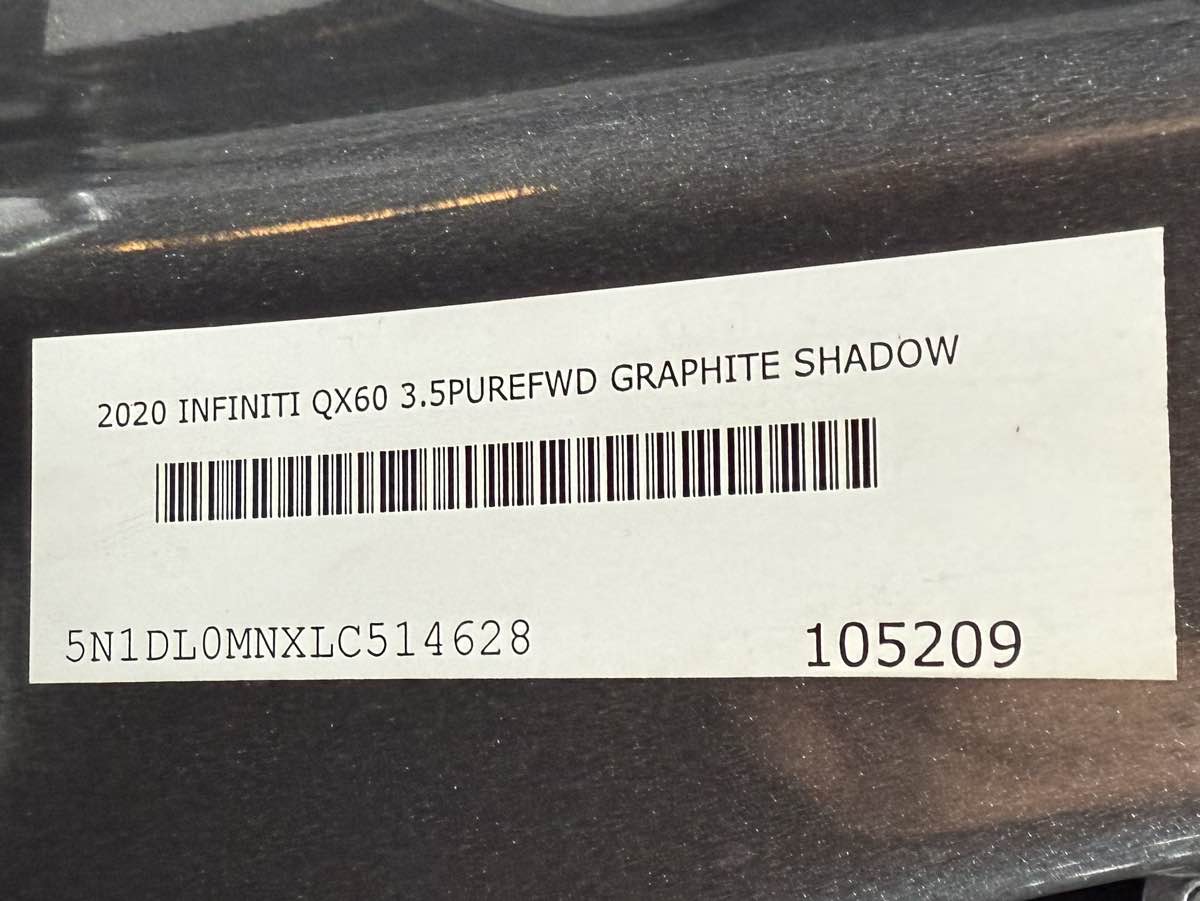 2020 INFINITI QX60 3.5PUREFWD GRAPHITE SHADOW
5N1DL0MNXLC514628
105209